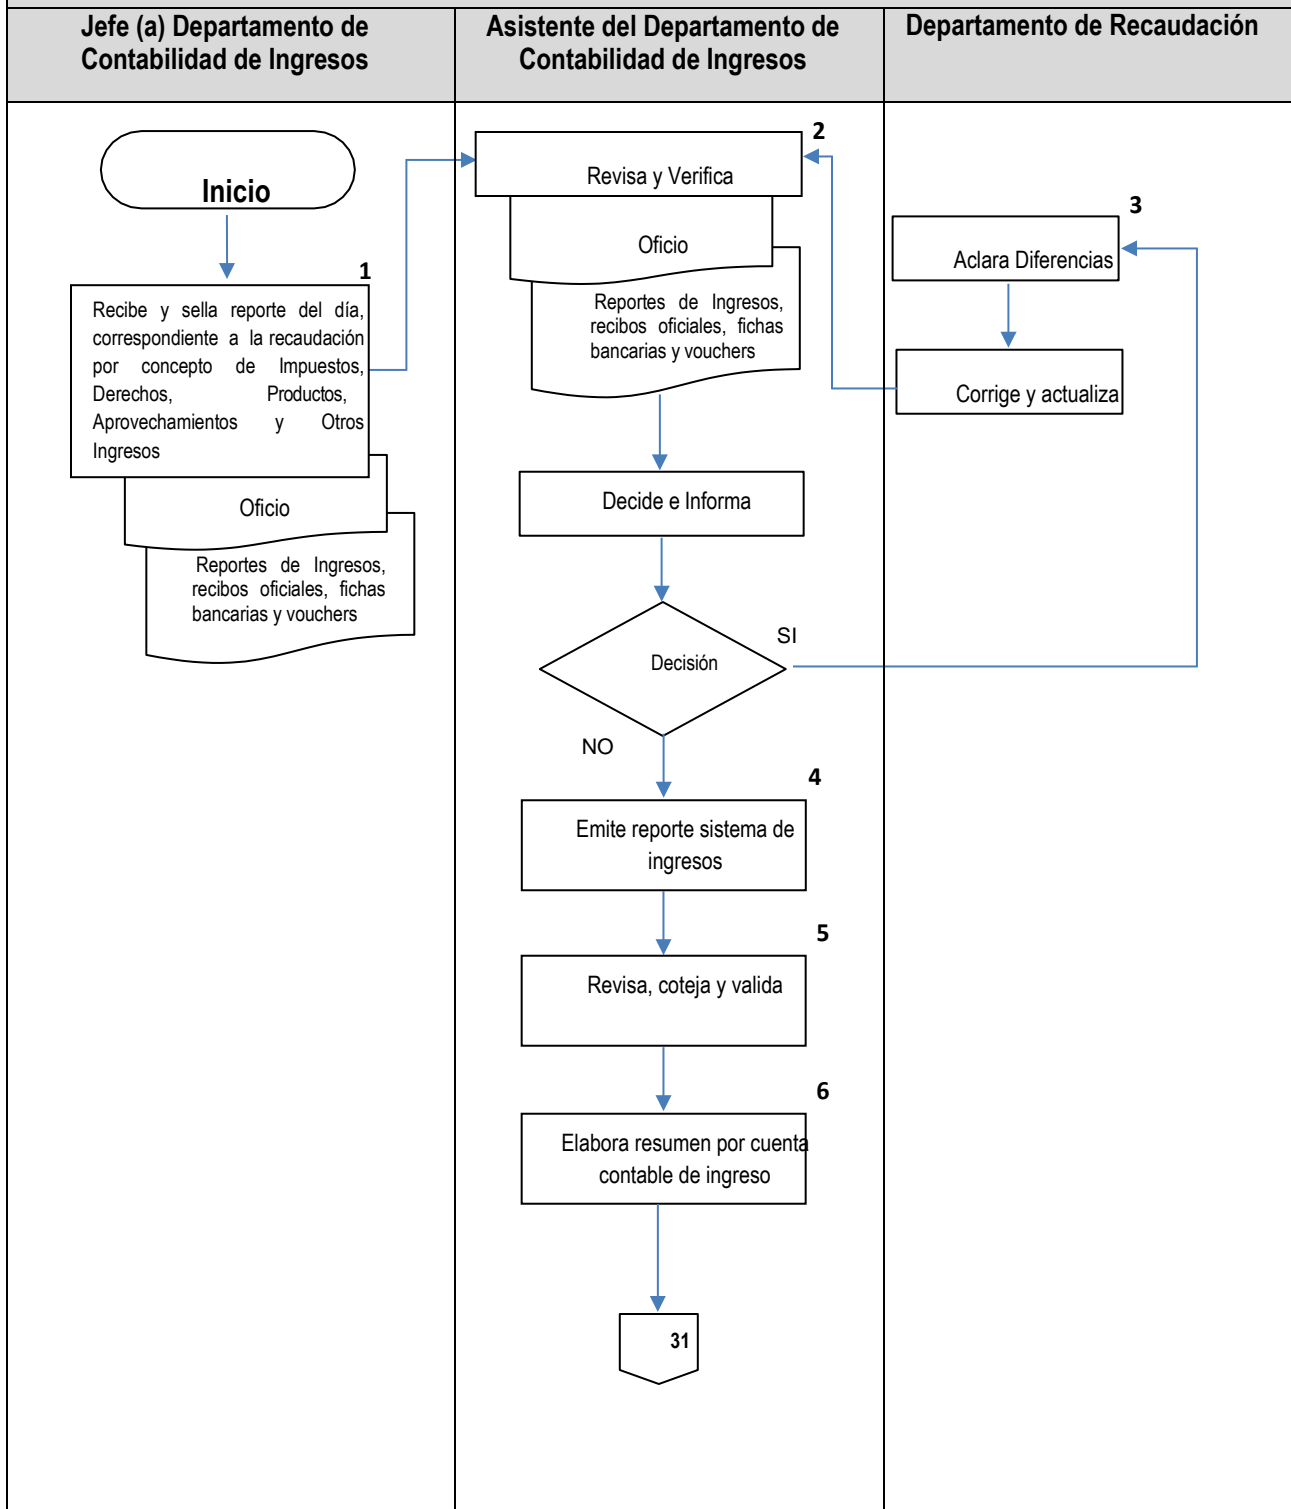 Jefe (a) Departamento de
Contabilidad de Ingresos
Asistente del Departamento de
Contabilidad de Ingresos
Departamento de Recaudación
Inicio
1
Recibe y sella reporte del día,
correspondiente a la recaudación
por concepto de Impuestos,
Derechos, Productos,
Aprovechamientos y Otros
Ingresos
Oficio
Reportes de Ingresos,
recibos oficiales, fichas
bancarias y vouchers
2
Revisa y Verifica
Oficio
Reportes de Ingresos,
recibos oficiales, fichas
bancarias y vouchers
3
Aclara Diferencias
Corrige y actualiza
Decide e Informa
Decisión
SI
NO
4
Emite reporte sistema de
ingresos
5
Revisa, coteja y valida
6
Elabora resumen por cuenta
contable de ingreso
31